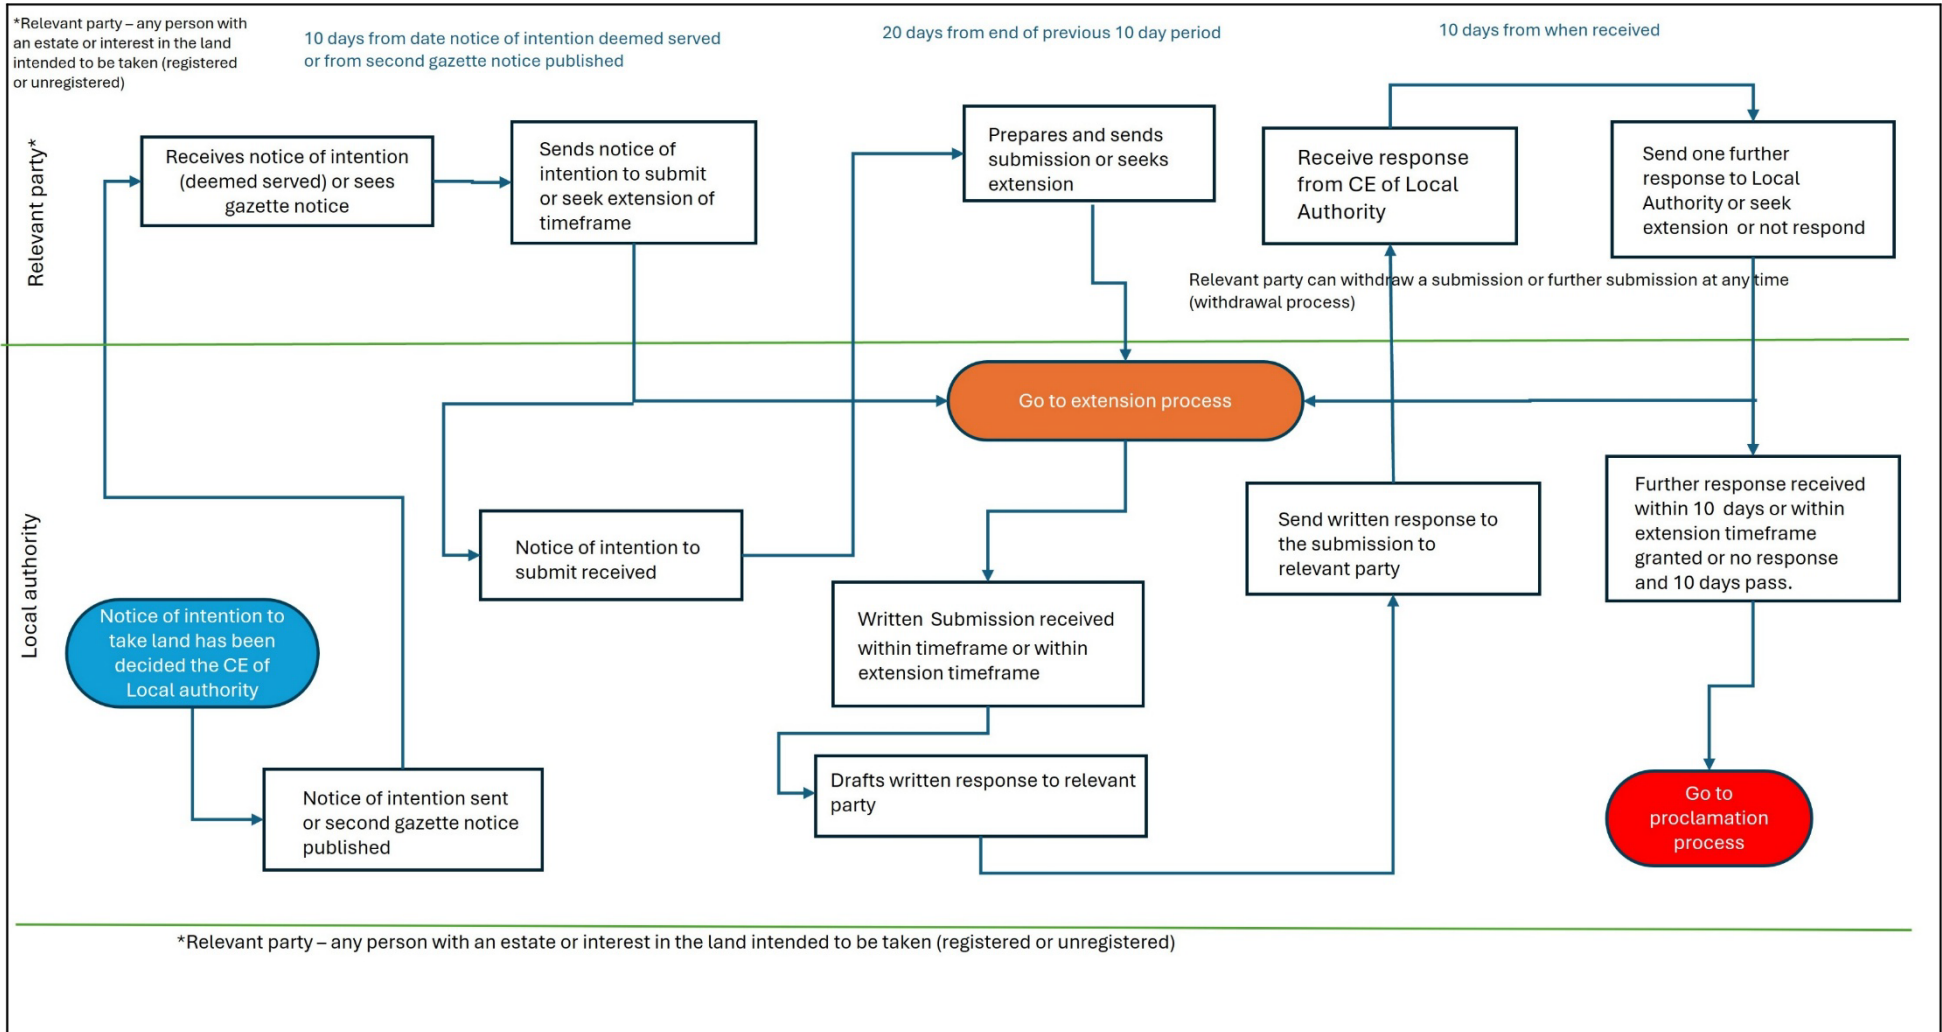 *Relevant party – any person with
an estate or interest in the land
intended to be taken (registered
or unregistered)
10 days from date notice of intention deemed served
or from second gazette notice published
20 days from end of previous 10 day period
10 days from when received
Relevant party*
Receives notice of intention
(deemed served) or sees
gazette notice
Sends notice of
intention to submit
or seek extension of
timeframe
Prepares and sends
submission or seeks
extension
Receive response
from CE of Local
Authority
Send one further
response to Local
Authority or seek
extension or not respond
Relevant party can withdraw a submission or further submission at any time
(withdrawal process)
Local authority
Go to extension process
Notice of intention to
submit received
Send written response to
the submission to
relevant party
Further response received
within 10 days or within
extension timeframe
granted or no response
and 10 days pass.
Notice of intention to
take land has been
decided the CE of
Local authority
Written Submission received
within timeframe or within
extension timeframe
Notice of intention sent
or second gazette notice
published
Drafts written response to relevant
party
Go to
proclamation
process
*Relevant party – any person with an estate or interest in the land intended to be taken (registered or unregistered)